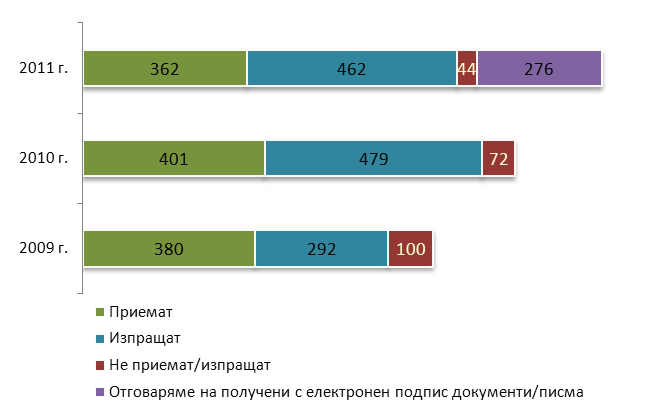 2011 г. 362 462 44 276
2010 г. 401 479 72
2009 г. 380 292 100
Приемат
Изпращат
Не приемат/изпращат
Отговаряме на получени с електронен подпис документи/писма